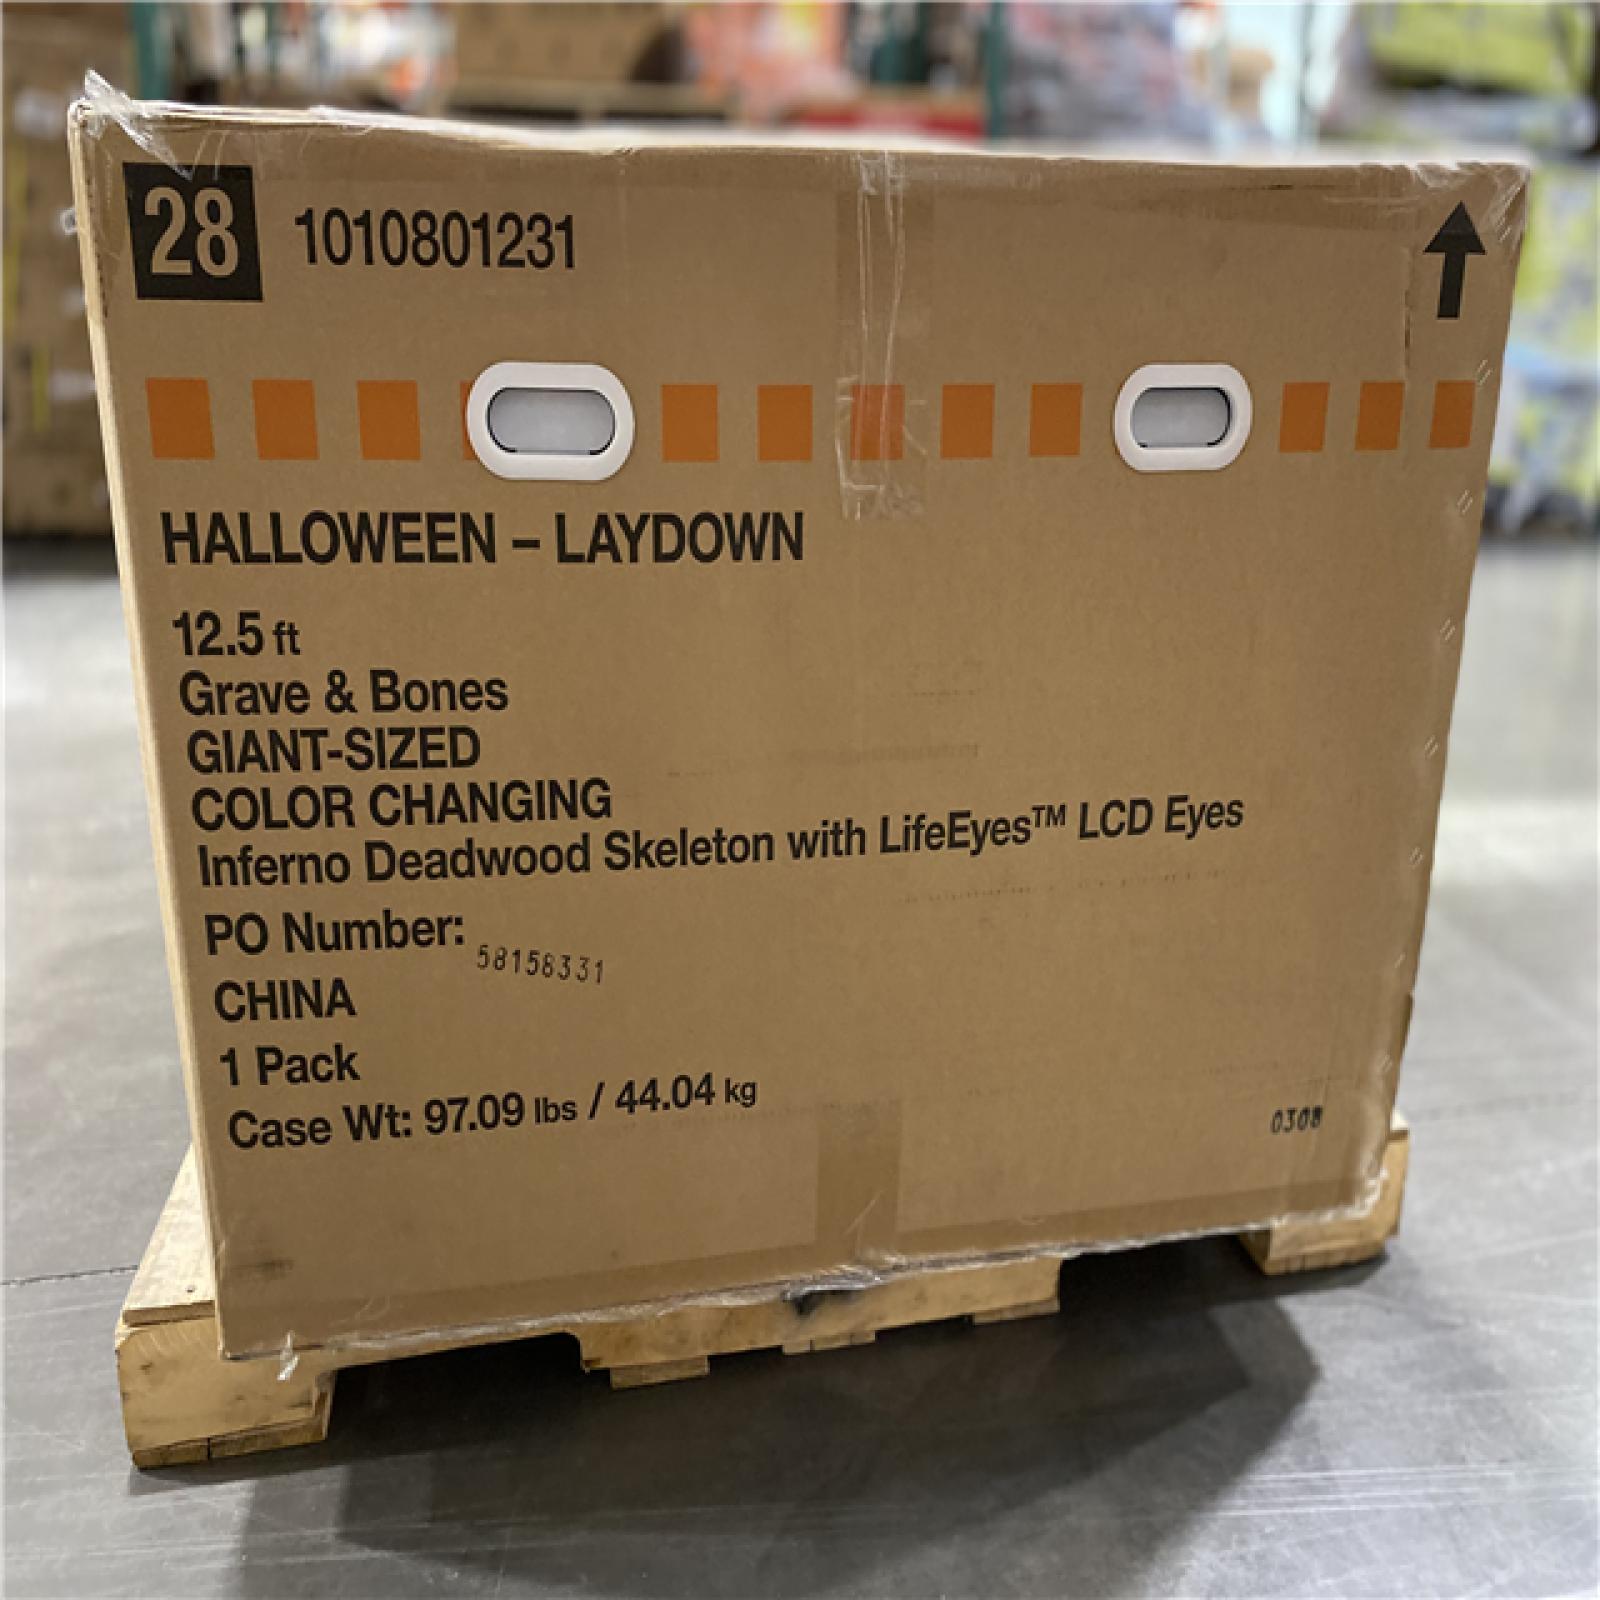 28 1010801231
HALLOWEEN – LAYDOWN
12.5 ft
Grave & Bones
GIANT-SIZED
COLOR CHANGING
Inferno Deadwood Skeleton with LifeEyes™ LCD Eyes
PO Number: 58158331
CHINA
1 Pack
Case Wt: 97.09 lbs / 44.04 kg
0308